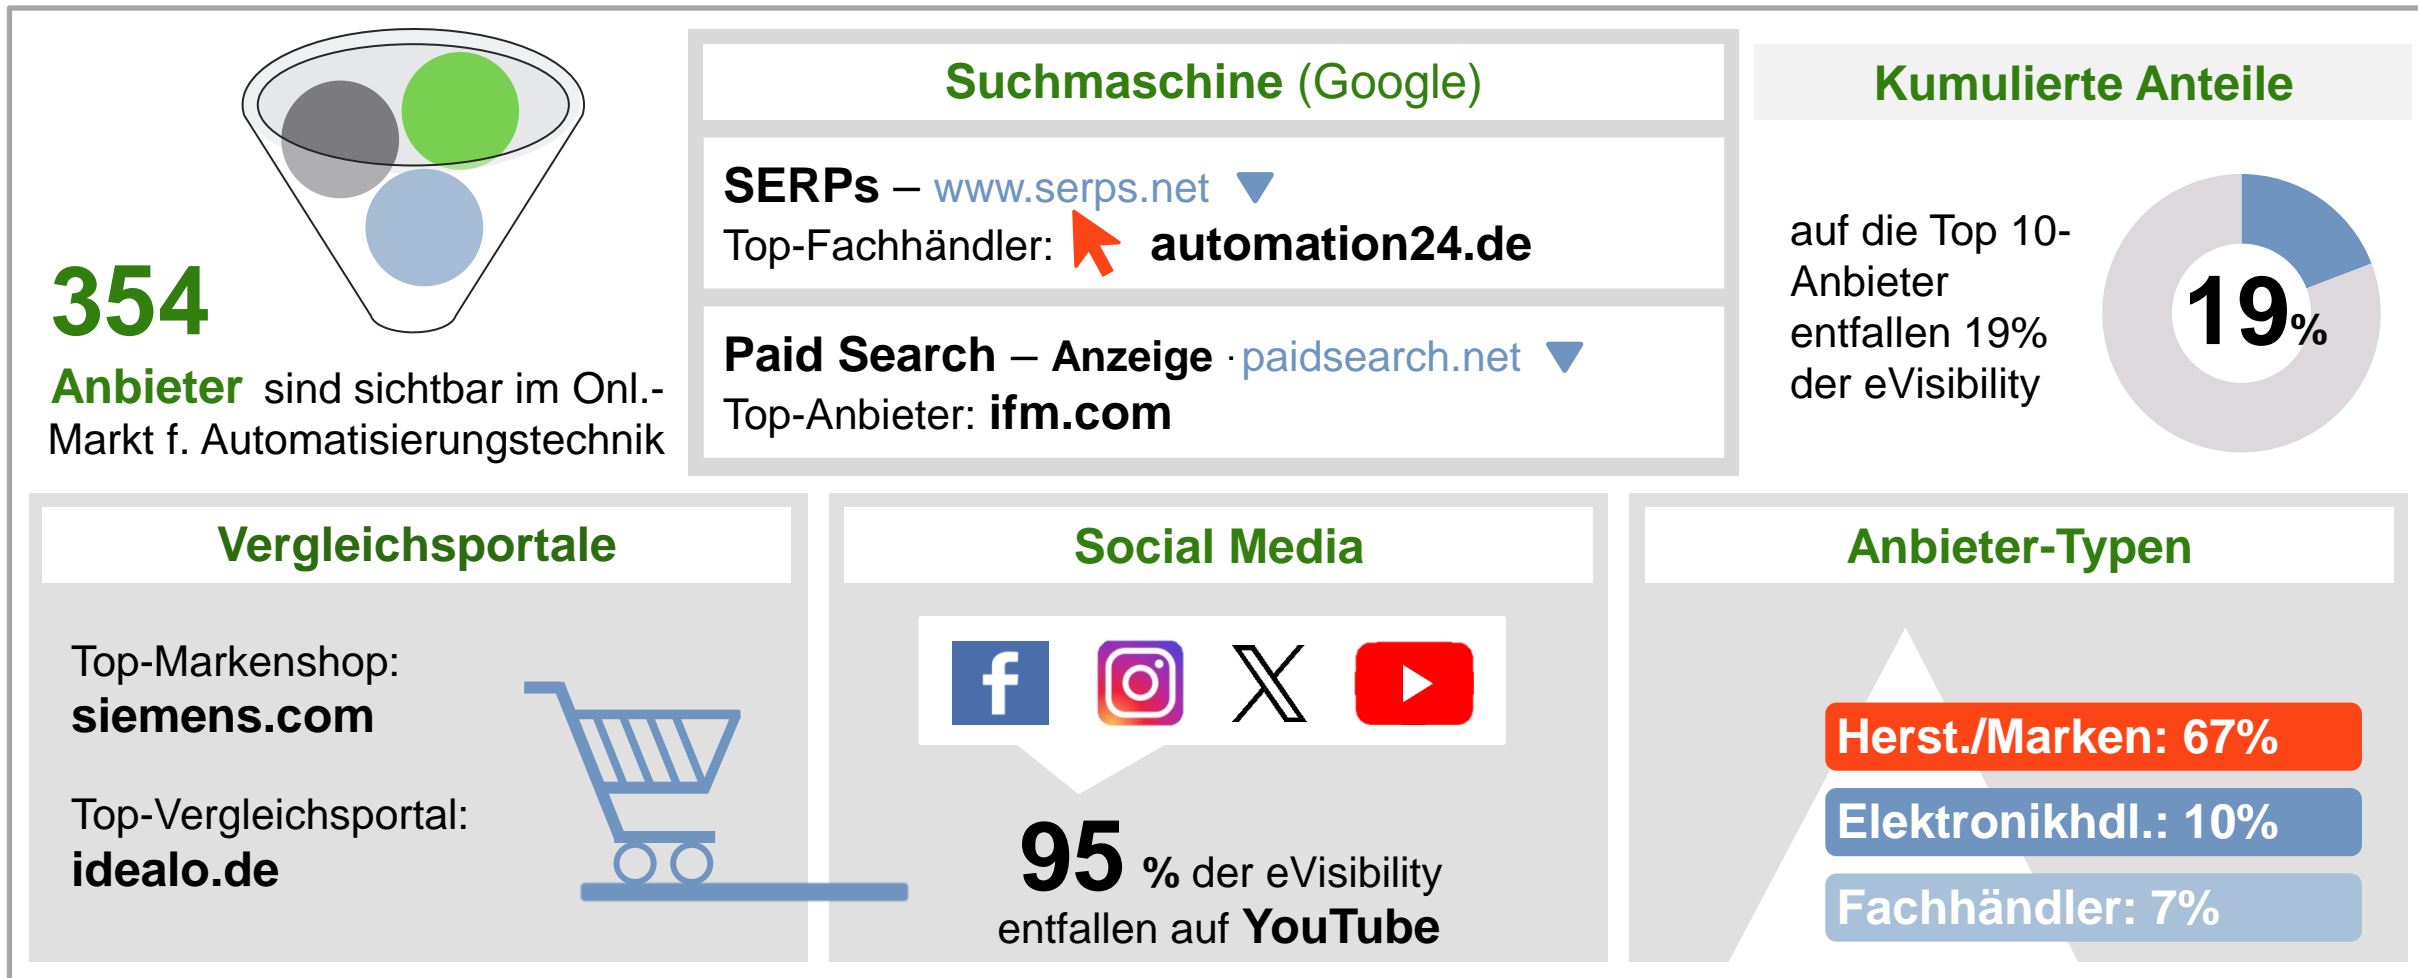 354
Anbieter sind sichtbar im Onl.-
Markt f. Automatisierungstechnik
Suchmaschine (Google)
SERPs – www.serps.net
Top-Fachhändler: automation24.de
Paid Search – Anzeige · paidsearch.net
Top-Anbieter: ifm.com
Kumulierte Anteile
auf die Top 10-
Anbieter
entfallen 19%
der eVisibility
19%
Vergleichsportale
Top-Markenshop:
siemens.com
Top-Vergleichsportal:
idealo.de
Social Media
95 % der eVisibility
entfallen auf YouTube
Anbieter-Typen
Herst./Marken: 67%
Elektronikhdl.: 10%
Fachhändler: 7%